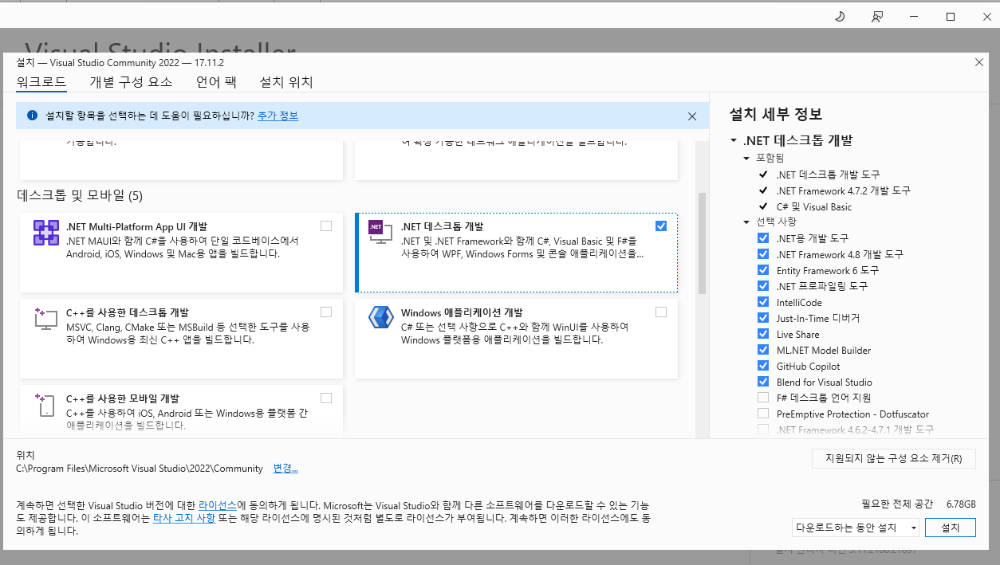 Visual Studio Installer
설치 — Visual Studio Community 2022 — 17.11.2
워크로드 개별 구성 요소 언어 팩 설치 위치
설치할 항목을 선택하는 데 도움이 필요하십니까? 추가 정보
데스크톱 및 모바일 (5)
.NET Multi-Platform App UI 개발
.NET MAUI와 함께 C#을 사용하여 단일 코드베이스에서
Android, iOS, Windows 및 Mac용 앱을 빌드합니다.
.NET
.NET 데스크톱 개발
.NET 및 .NET Framework와 함께 C#, Visual Basic 및 F#을
사용하여 WPF, Windows Forms 및 콘솔 애플리케이션을...
C++를 사용한 데스크톱 개발
MSVC, Clang, CMake 또는 MSBuild 등 선택한 도구를 사용
하여 Windows용 최신 C++ 앱을 빌드합니다.
Windows 애플리케이션 개발
C# 또는 선택 사항으로 C++와 함께 WinUI를 사용하여
Windows 플랫폼용 애플리케이션을 빌드합니다.
C++를 사용한 모바일 개발
C++를 사용하여 iOS, Android 또는 Windows용 플랫폼 간
애플리케이션을 빌드합니다.
설치 세부 정보
.NET 데스크톱 개발
포함됨
.NET 데스크톱 개발 도구
.NET Framework 4.7.2 개발 도구
C# 및 Visual Basic
선택 사항
.NET용 개발 도구
.NET Framework 4.8 개발 도구
Entity Framework 6 도구
.NET 프로파일링 도구
IntelliCode
Just-In-Time 디버거
Live Share
ML.NET Model Builder
GitHub Copilot
Blend for Visual Studio
F# 데스크톱 언어 지원
PreEmptive Protection - Dotfuscator
.NET Framework 4.6.2-4.7.1 개발 도구
위치
C:\Program Files\Microsoft Visual Studio\2022\Community 변경...
지원되지 않는 구성 요소 제거(R)
계속하면 선택한 Visual Studio 버전에 대한 라이선스에 동의하게 됩니다. Microsoft는 Visual Studio와 함께 다른 소프트웨어를 다운로드할 수 있는 기능
도 제공합니다. 이 소프트웨어는 타사 고지 사항 또는 해당 라이선스에 명시된 것처럼 별도로 라이선스가 부여됩니다. 계속하면 이러한 라이선스에도 동
의하게 됩니다.
필요한 전체 공간 6.78GB
다운로드하는 동안 설치 설치